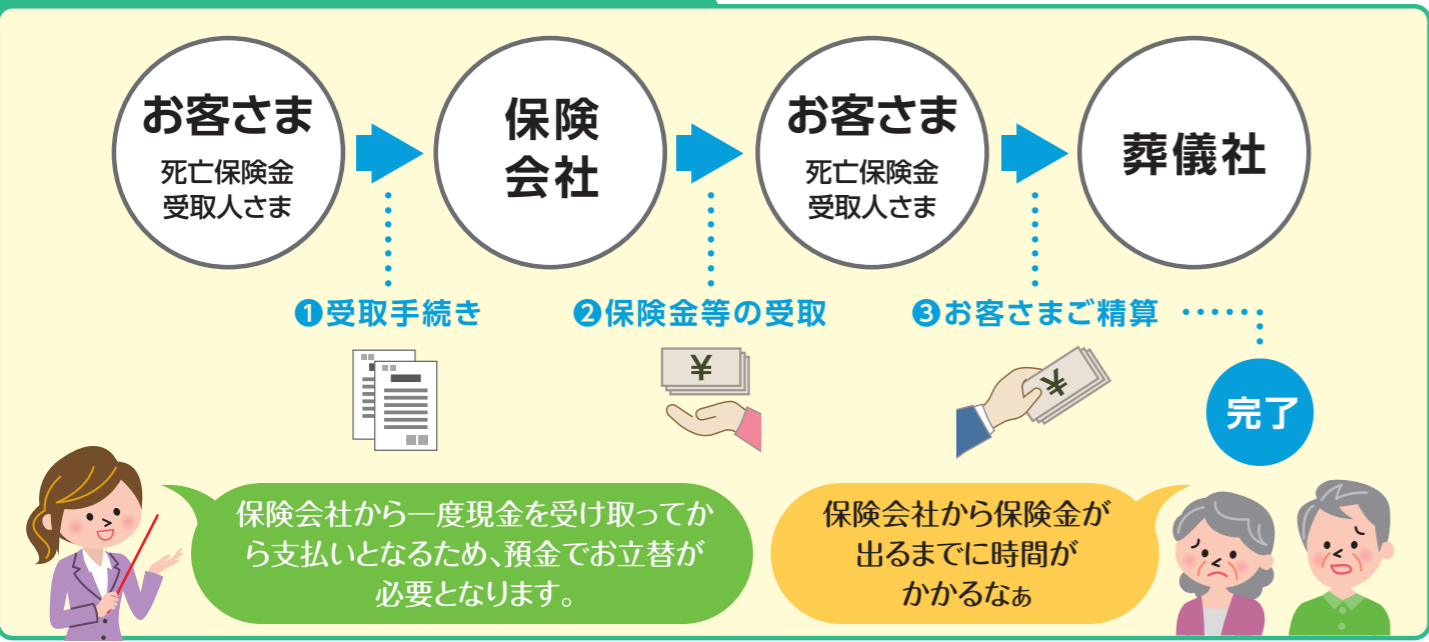 お客さま
死亡保険金
受取人さま
保険
会社
お客さま
死亡保険金
受取人さま
葬儀社
❶受取手続き
❷保険金等の受取
❸お客さまご精算
¥
¥
完了
保険会社から一度現金を受け取ってか
ら支払いとなるため、預金でお立替が
必要となります。
保険会社から保険金が
出るまでに時間が
かかるなぁ